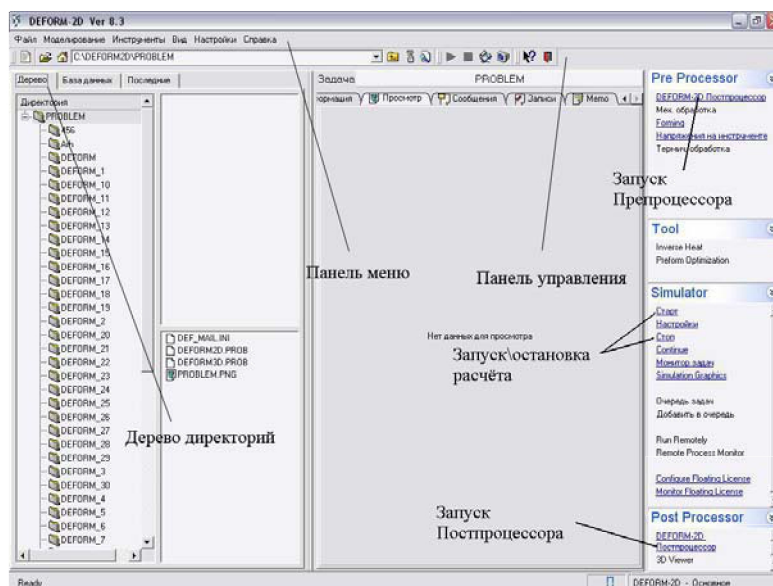 DEFORM-2D Ver 8.3
Файл Моделирование Инструменты Вид Настройки Справка
C:\DEFORM2D\PROBLEM
Дерево База данных Последние
Директория
PROBLEM
456
DEFORM
DEFORM_1
DEFORM_10
DEFORM_11
DEFORM_12
DEFORM_13
DEFORM_14
DEFORM_15
DEFORM_16
DEFORM_17
DEFORM_18
DEFORM_19
DEFORM_2
DEFORM_20
DEFORM_21
DEFORM_22
DEFORM_23
DEFORM_24
DEFORM_25
DEFORM_26
DEFORM_27
DEFORM_28
DEFORM_29
DEFORM_3
DEFORM_30
DEFORM_4
DEFORM_5
DEFORM_6
DEFORM_7
DEF_MAIL.INI
DEFORM2D.PROB
DEFORM3D.PROB
PROBLEM.PNG
Дерево директорий
Панель меню
Задача PROBLEM
ормация Просмотр Сообщения Записи Memo
Панель управления
Нет данных для просмотра
Запуск\остановка
расчёта
Запуск
Постпроцессора
Pre Processor
DEFORM-2D Постпроцессор
Мех. обработка
Forming
Напряжения на инструменте
Термич. обработка
Запуск
Препроцессора
Tool
Inverse Heat
Preform Optimization
Simulator
Старт
Настройки
Стоп
Continue
Монитор задач
Simulation Graphics
Очередь задач
Добавить в очередь
Run Remotely
Remote Process Monitor
Configure Floating License
Monitor Floating License
Post Processor
DEFORM-2D
Постпроцессор
3D Viewer
Ready
DEFORM-2D - Основное